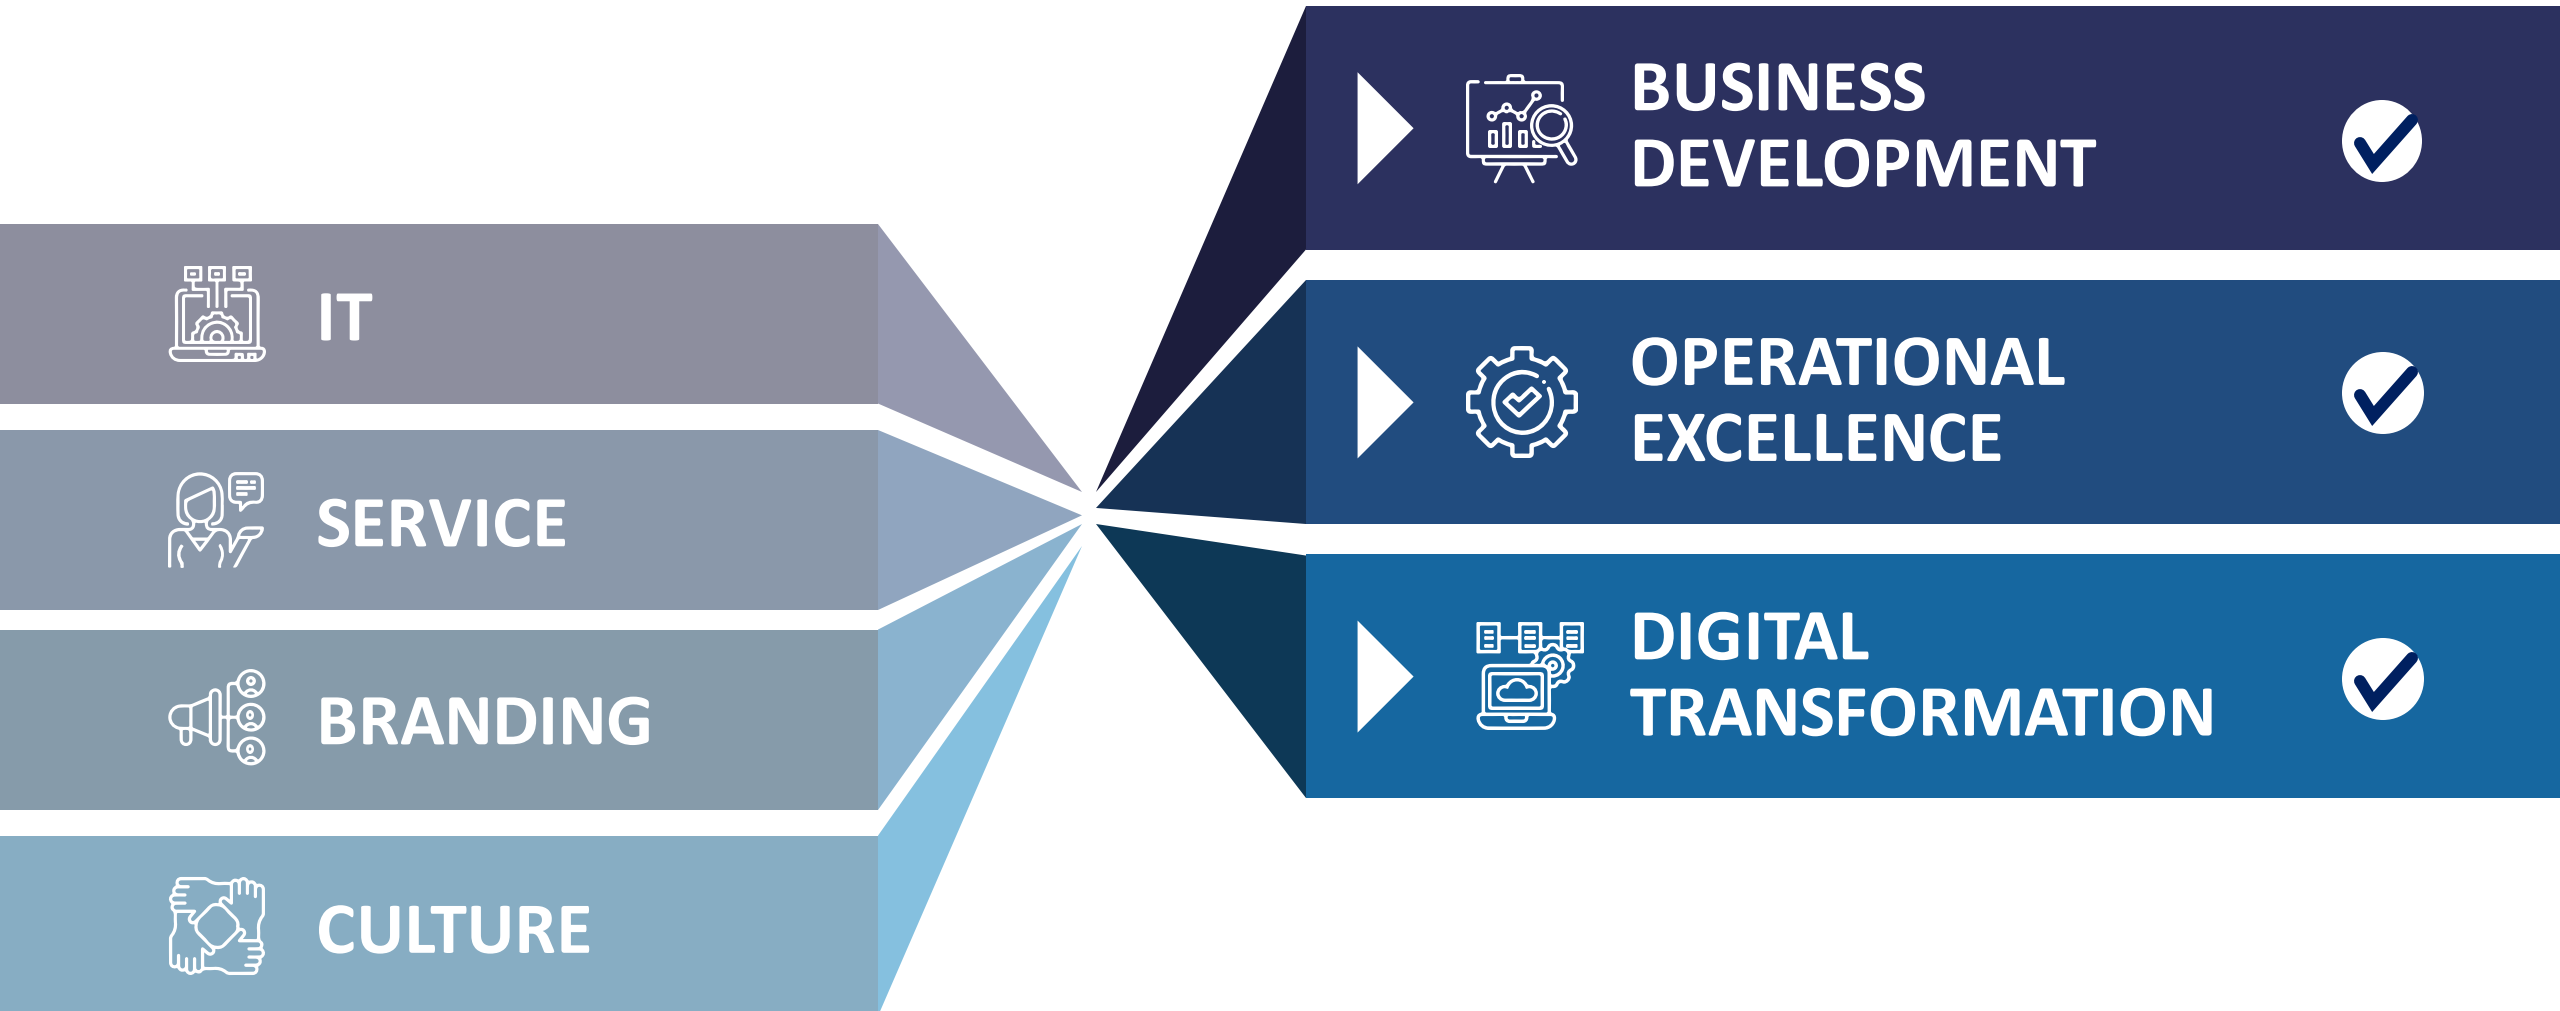 IT
SERVICE
BRANDING
CULTURE
BUSINESS
DEVELOPMENT
OPERATIONAL
EXCELLENCE
DIGITAL
TRANSFORMATION